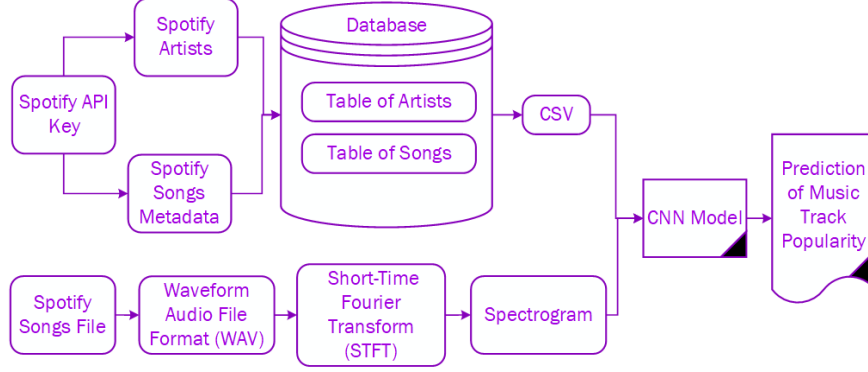 Spotify
Artists
Spotify API
Key
Spotify
Songs
Metadata
Database
Table of Artists
Table of Songs
CSV
CNN Model
Prediction
of Music
Track
Popularity
Spotify
Songs File
Waveform
Audio File
Format (WAV)
Short-Time
Fourier
Transform
(STFT)
Spectrogram